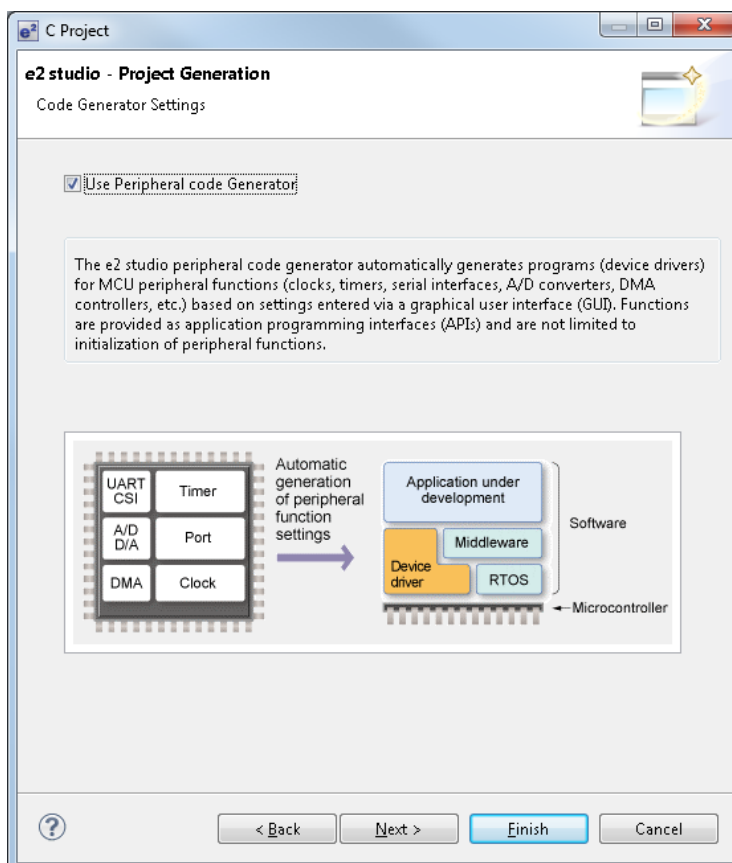 e² C Project
e2 studio - Project Generation
Code Generator Settings
Use Peripheral code Generator
The e2 studio peripheral code generator automatically generates programs (device drivers)
for MCU peripheral functions (clocks, timers, serial interfaces, A/D converters, DMA
controllers, etc.) based on settings entered via a graphical user interface (GUI). Functions
are provided as application programming interfaces (APIs) and are not limited to
initialization of peripheral functions.
UART
CSI
Timer
A/D
D/A
Port
DMA
Clock
Automatic
generation
of peripheral
function
settings
Application under
development
Middleware
Device
driver
RTOS
Software
Microcontroller
?
< Back
Next >
Finish
Cancel